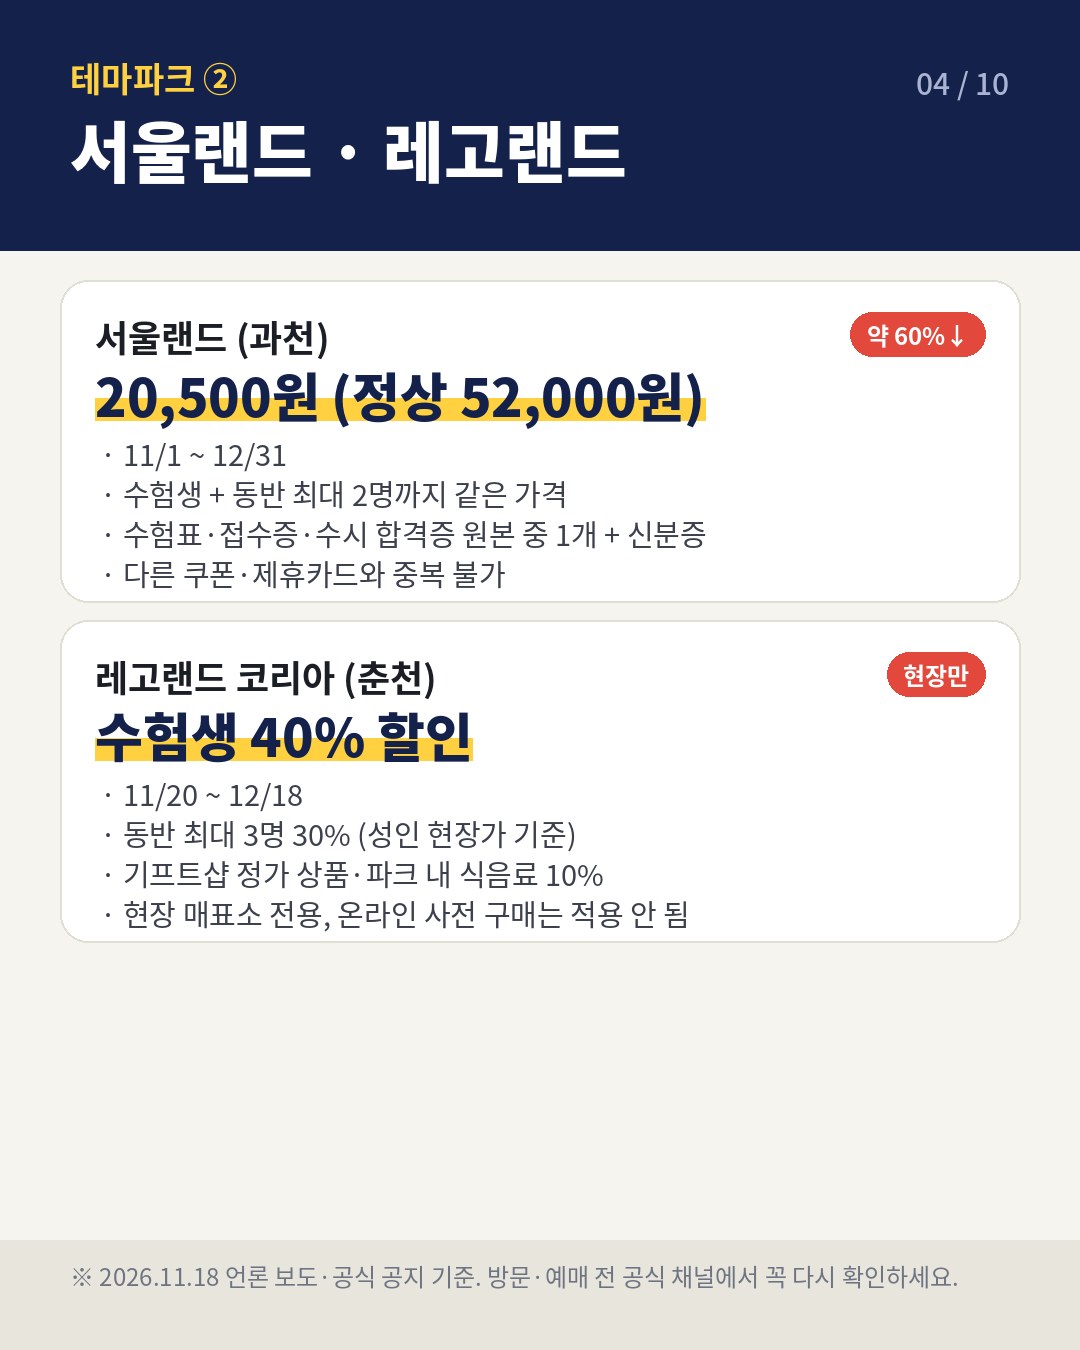 테마파크 ②
04 / 10
서울랜드 · 레고랜드
서울랜드 (과천)
약 60%↓
20,500원 (정상 52,000원)
· 11/1 ~ 12/31
· 수험생 + 동반 최대 2명까지 같은 가격
· 수험표·접수증·수시 합격증 원본 중 1개 + 신분증
· 다른 쿠폰·제휴카드와 중복 불가
레고랜드 코리아 (춘천)
현장만
수험생 40% 할인
· 11/20 ~ 12/18
· 동반 최대 3명 30% (성인 현장가 기준)
· 기프트샵 정가 상품·파크 내 식음료 10%
· 현장 매표소 전용, 온라인 사전 구매는 적용 안 됨
※ 2026.11.18 언론 보도·공식 공지 기준. 방문·예매 전 공식 채널에서 꼭 다시 확인하세요.